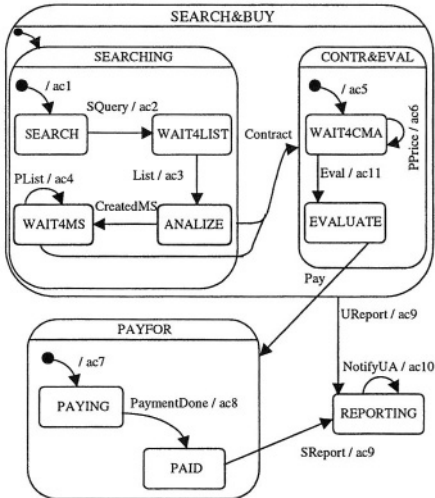 SEARCH&BUY
SEARCHING
CONTR&EVAL
/ ac1
/ ac5
SQuery / ac2
/ ac6
PPrice
SEARCH
WAIT4LIST
WAIT4CMA
Contract
PList / ac4
List / ac3
Eval / ac11
CreatedMS
WAIT4MS
ANALIZE
EVALUATE
Pay
UReport / ac9
PAYFOR
/ ac7
NotifyUA / ac10
PAYING
PaymentDone / ac8
REPORTING
PAID
SReport / ac9